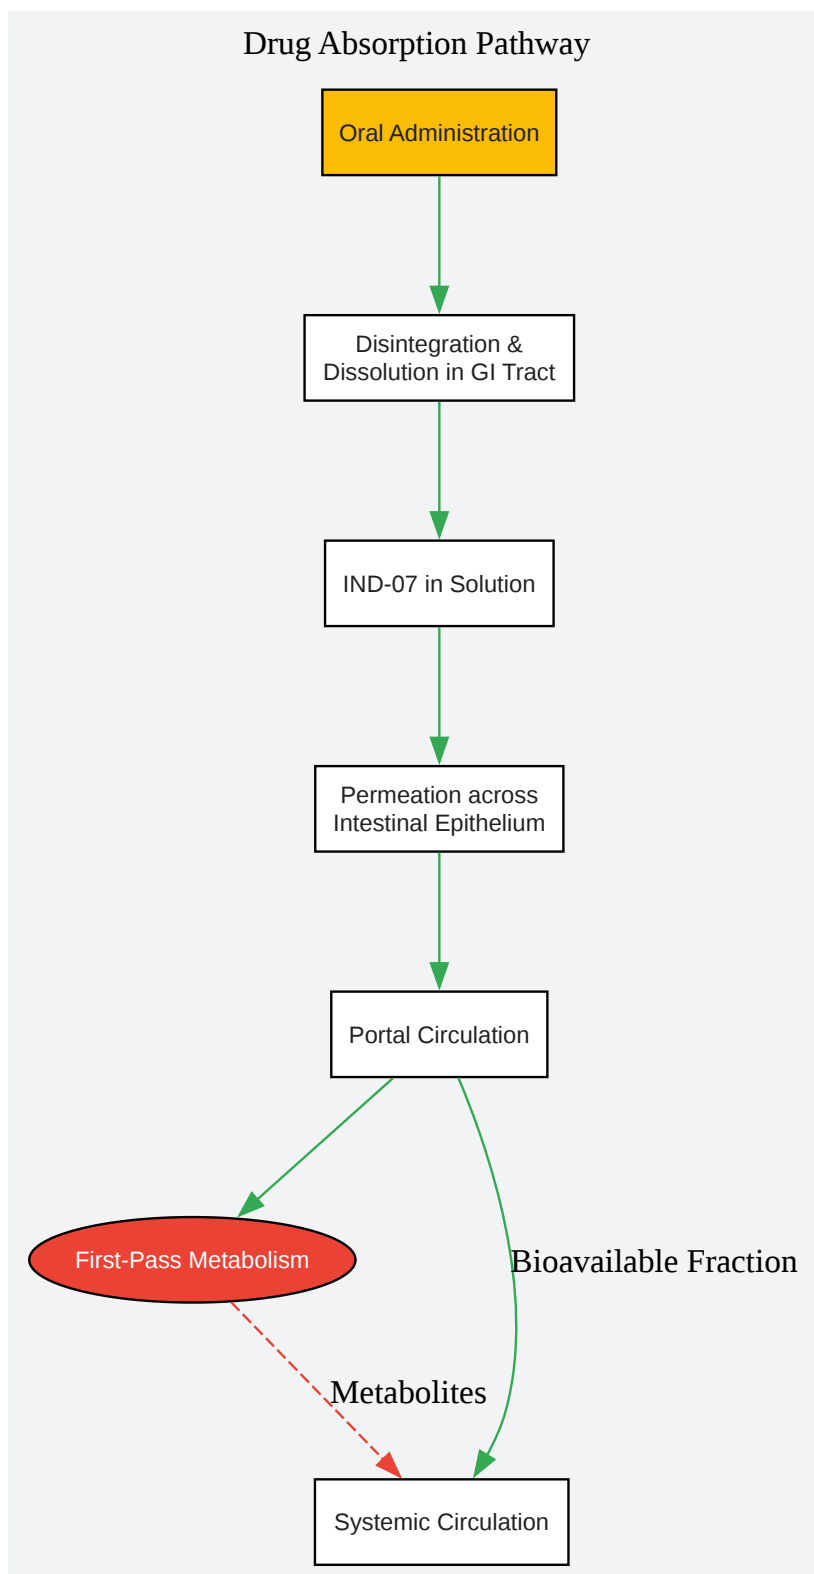 Drug Absorption Pathway
Oral Administration
Disintegration &
Dissolution in GI Tract
IND-07 in Solution
Permeation across
Intestinal Epithelium
Portal Circulation
First-Pass Metabolism
Bioavailable Fraction
Metabolites
Systemic Circulation